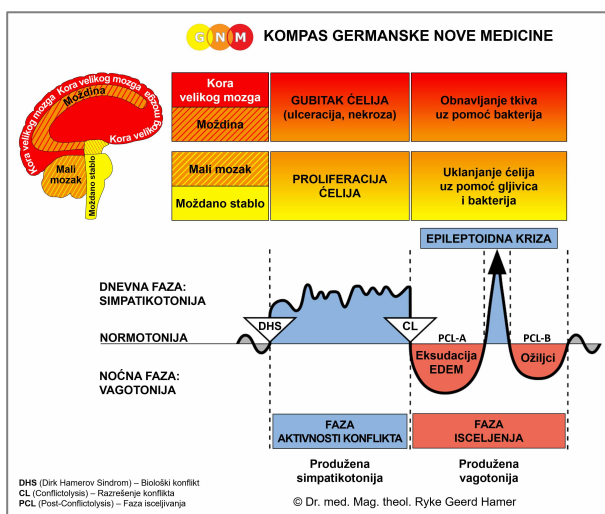 G N M KOMPAS GERMANSKE NOVE MEDICINE
Kora velikog mozga Kora velikog mozga Kora velikog mozga
Moždina
Kora velikog
Mali
mozak
Moždano stablo
Kora
velikog mozga
Moždina
GUBITAK ĆELIJA
(ulceracija, nekroza)
Obnavljanje tkiva
uz pomoć bakterija
Mali mozak
Moždano stablo
PROLIFERACIJA
ĆELIJA
Uklanjanje ćelija
uz pomoć gljivica
i bakterija
EPILEPTOIDNA KRIZA
DNEVNA FAZA:
SIMPATIKOTONIJA
DHS
CL
NORMOTONIJA
PCL-A
PCL-B
Eksudacija
EDEM
Ožiljci
NOĆNA FAZA:
VAGOTONIJA
FAZA
AKTIVNOSTI KONFLIKTA
FAZA
ISCELJENJA
Produžena
simpatikotonija
Produžena
vagotonija
DHS (Dirk Hamerov Sindrom) – Biološki konflikt
CL (Conflictolysis) – Razrešenje konflikta
PCL (Post-Conflictolysis) – Faza isceljivanja
© Dr. med. Mag. theol. Ryke Geerd Hamer